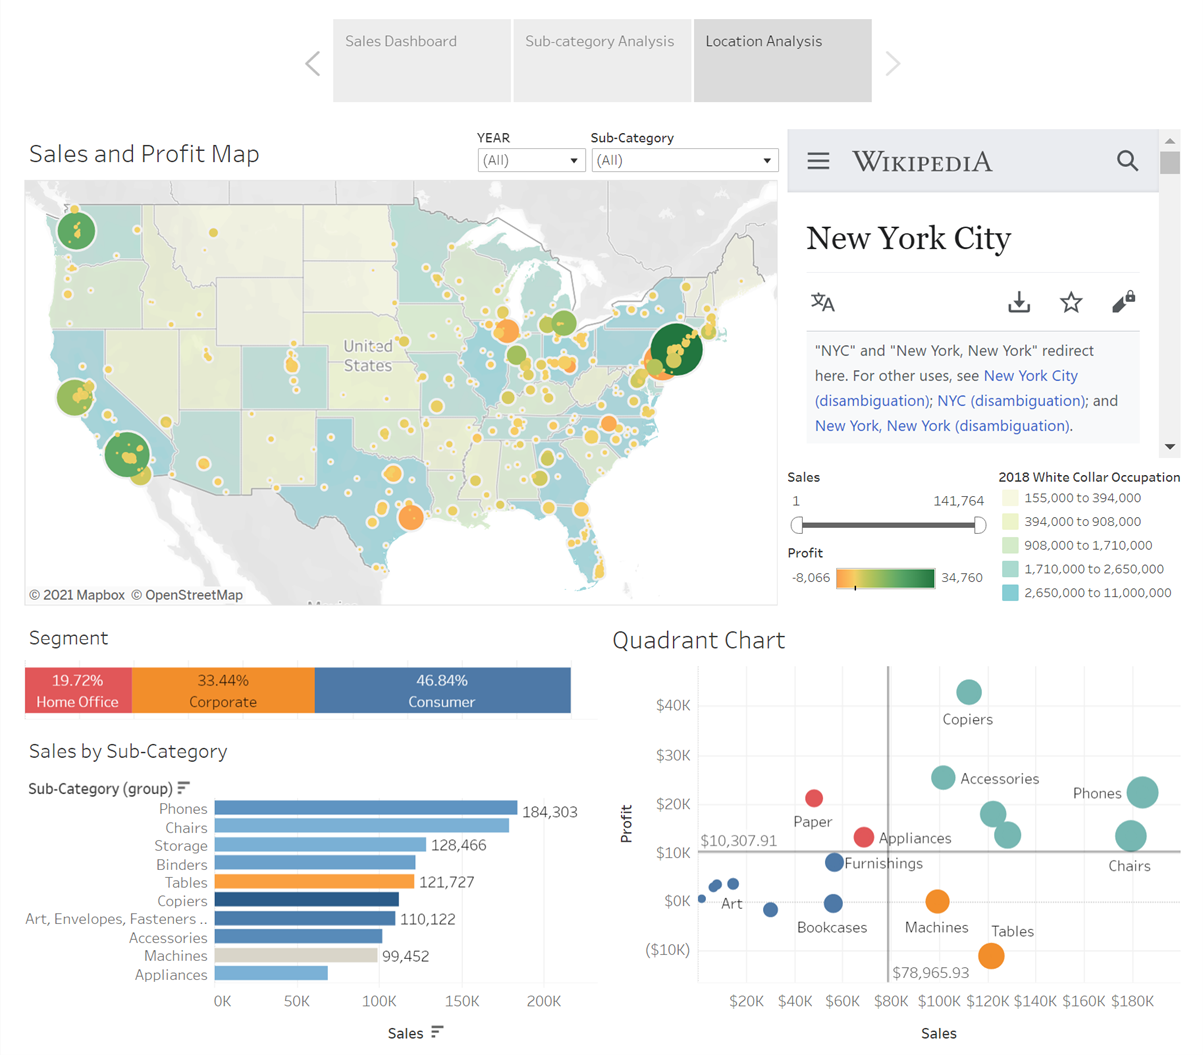 Sales Dashboard
Sub-category Analysis
Location Analysis
Sales and Profit Map
YEAR
(All)
Sub-Category
(All)
United
States
© 2021 Mapbox © OpenStreetMap
WIKIPEDIA
New York City
"NYC" and "New York, New York" redirect
here. For other uses, see New York City
(disambiguation); NYC (disambiguation); and
New York, New York (disambiguation).
Sales
1
141,764
Profit
-8,066
34,760
2018 White Collar Occupation
155,000 to 394,000
394,000 to 908,000
908,000 to 1,710,000
1,710,000 to 2,650,000
2,650,000 to 11,000,000
Segment
19.72%
Home Office
33.44%
Corporate
46.84%
Consumer
Sales by Sub-Category
Sub-Category (group)
Phones 184,303
Chairs
Storage 128,466
Binders
Tables 121,727
Copiers
Art, Envelopes, Fasteners .. 110,122
Accessories
Machines 99,452
Appliances
0K 50K 100K 150K 200K
Sales
Quadrant Chart
Profit
$40K
$30K
$20K
$10K
$0K
($10K)
Copiers
Accessories
Phones
Paper
$10,307.91
Appliances
Chairs
Furnishings
Art
Bookcases
Machines
Tables
$78,965.93
$20K $40K $60K $80K $100K $120K $140K $160K $180K
Sales